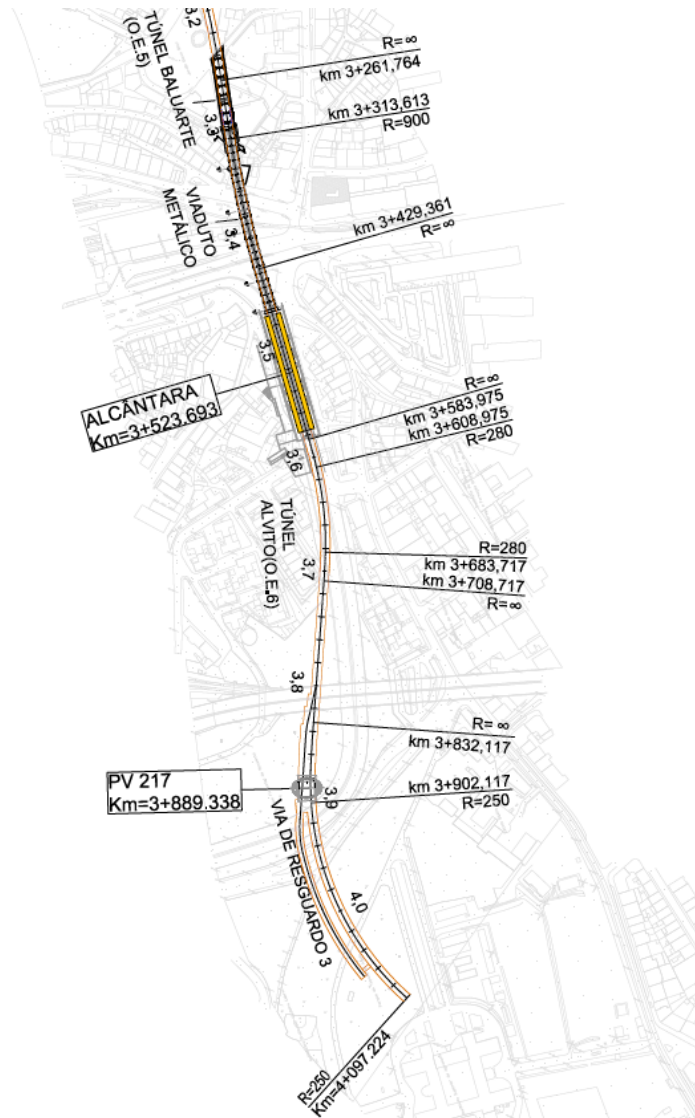 3,2
TÚNEL BALUARTE
(O.E.5)
R=∞
km 3+261,764
3,3
km 3+313,613
R=900
VIADUTO
METÁLICO
3,4
km 3+429,361
R=∞
3,5
ALCÂNTARA
Km=3+523.693
R=∞
km 3+583,975
km 3+608,975
R=280
3,6
TÚNEL
ALVITO(O.E.6)
R=280
km 3+683,717
3,7
km 3+708,717
R=∞
3,8
R= ∞
km 3+832,117
PV 217
Km=3+889.338
3,9
km 3+902,117
R=250
VIA DE RESGUARDO 3
4,0
R=250
Km=4+097.224